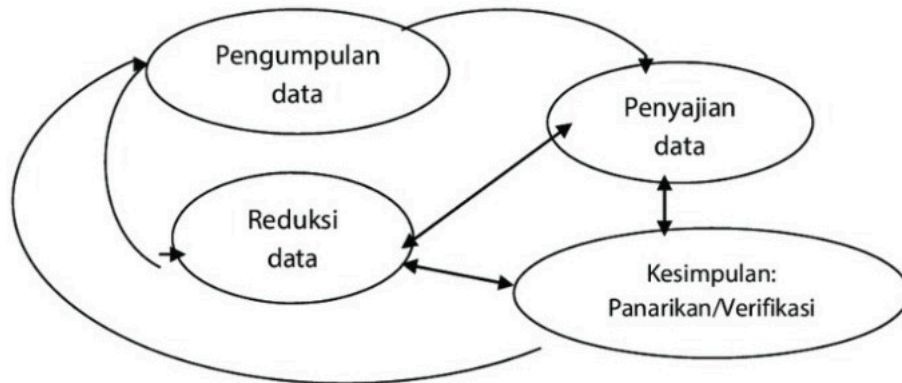 Pengumpulan
data
Penyajian
data
Reduksi
data
Kesimpulan:
Panarikan/Verifikasi